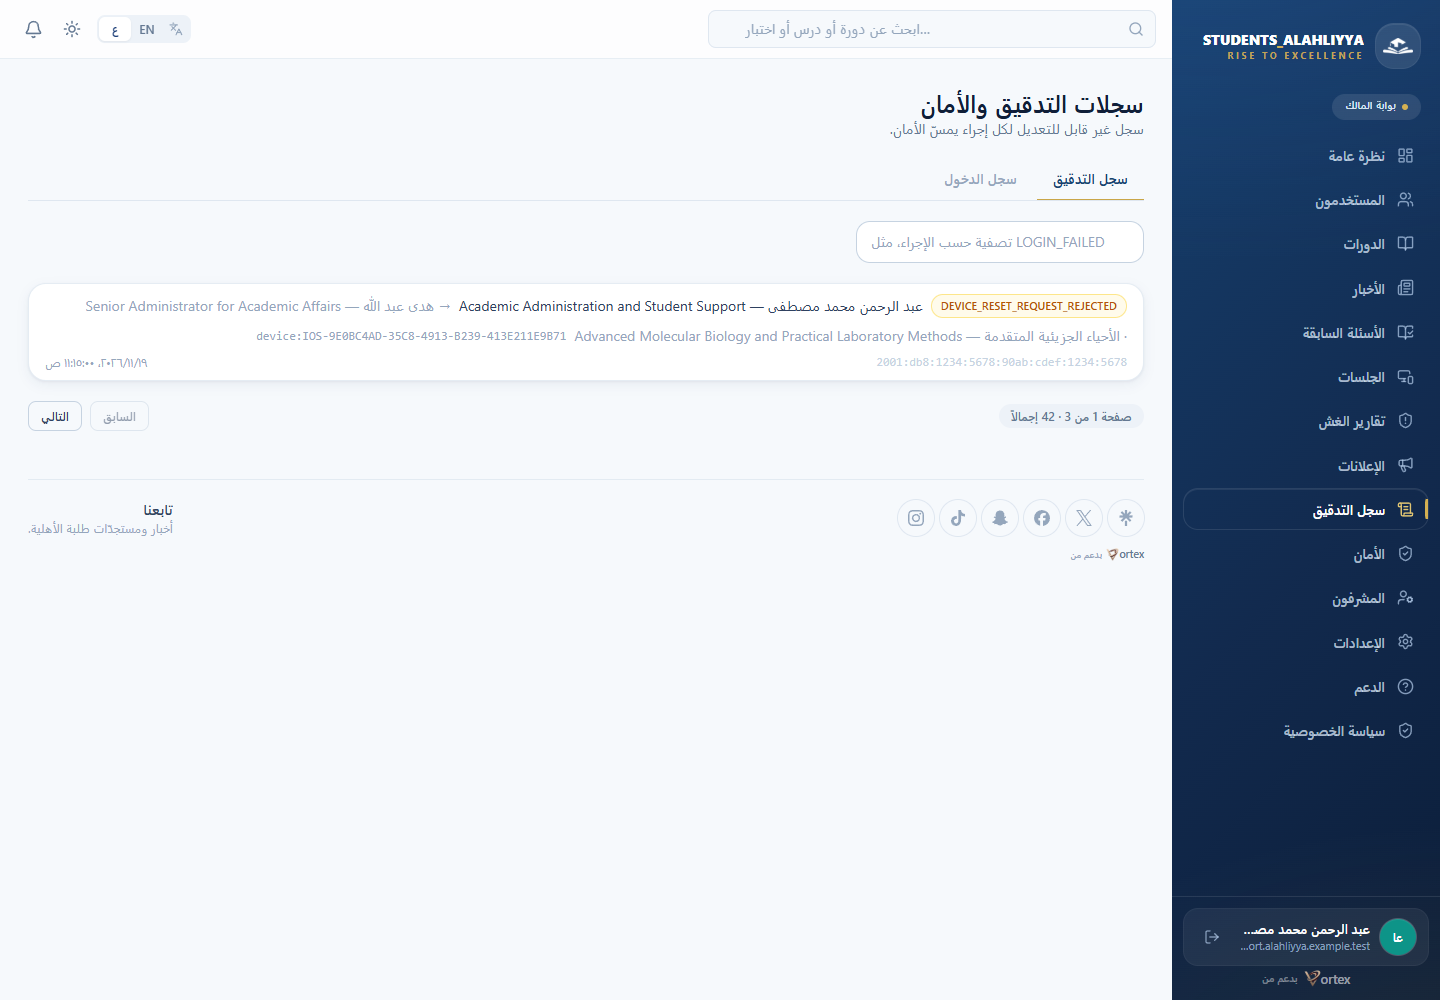 STUDENTS_ALAHLIYYA
RISE TO EXCELLENCE
بوابة المالك
نظرة عامة
المستخدمون
الدورات
الأخبار
الأسئلة السابقة
الجلسات
تقارير الغش
الإعلانات
سجل التدقيق
الأمان
المشرفون
الإعدادات
الدعم
سياسة الخصوصية
عا
عبد الرحمن محمد مصـ...
...ort.alahliyya.example.test
بدعم من Vortex
ابحث عن دورة أو درس أو اختبار...
ع EN
سجلات التدقيق والأمان
سجل غير قابل للتعديل لكل إجراء يمسّ الأمان.
سجل التدقيق
سجل الدخول
تصفية حسب الإجراء، مثل LOGIN_FAILED
DEVICE_RESET_REQUEST_REJECTED عبد الرحمن محمد مصطفى — Academic Administration and Student Support → هدى عبد الله — Senior Administrator for Academic Affairs
· الأحياء الجزيئية المتقدمة — Advanced Molecular Biology and Practical Laboratory Methods device:IOS-9E0BC4AD-35C8-4913-B239-413E211E9B71
2001:db8:1234:5678:90ab:cdef:1234:5678
١٩‏/١١‏/٢٠٢٦، ١١:١٥:٠٠ ص
صفحة 1 من 3 · 42 إجمالاً
السابق
التالي
تابعنا
أخبار ومستجدّات طلبة الأهلية.
بدعم من Vortex